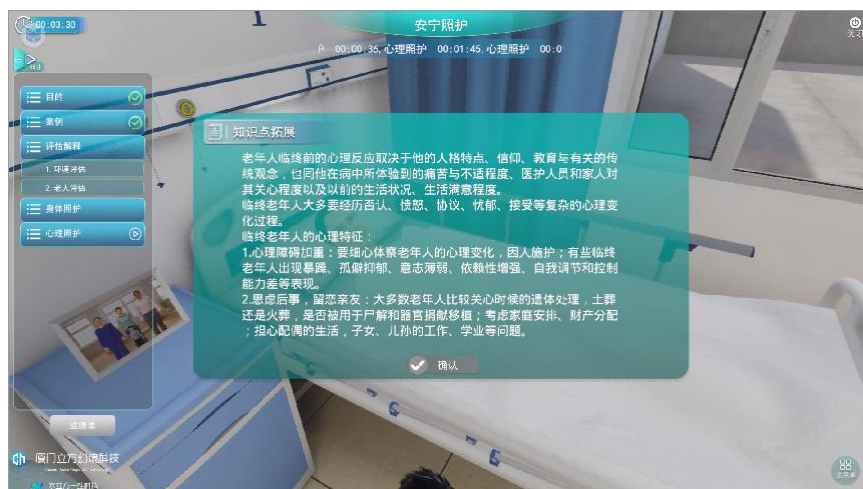 00:03:30
安宁照护
00:00:36,心理照护 00:01:45,心理照护 00:0
目的
案例
评估解释
1.环境评估
2.老人评估
身体照护
心理照护
知识点拓展
老年人临终前的心理反应取决于他的人格特点、信仰、教育与有关的传
统观念，也同他在病中所体验到的痛苦与不适程度、医护人员和家人对
其关心程度以及以前的生活状况、生活满意程度。
临终老年人大多要经历否认、愤怒、协议、忧郁、接受等复杂的心理变
化过程。
临终老年人的心理特征：
1.心理障碍加重：要细心体察老年人的心理变化，因人施护；有些临终
老年人出现暴躁、孤僻抑郁、意志薄弱、依赖性增强、自我调节和控制
能力差等表现。
2.思虑后事，留恋亲友：大多数老年人比较关心时候的遗体处理，土葬
还是火葬，是否被用于尸解和器官捐献移植；考虑家庭安排、财产分配
；担心配偶的生活，子女、儿孙的工作、学业等问题。
确认
成绩单
厦门立方幻境科技
主菜单